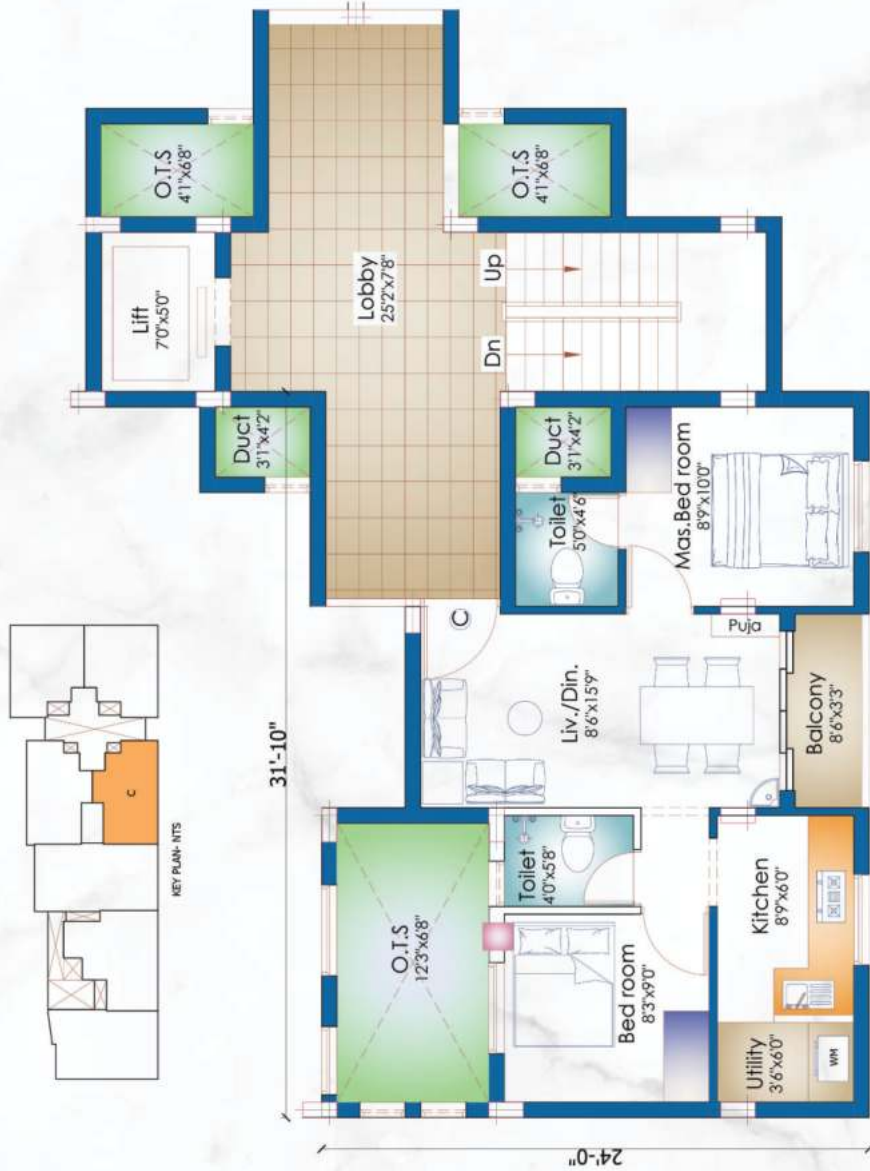 C
KEY PLAN- NTS
31'-10"
24'-0"
Lift
7'0"x5'0"
O.T.S
4'1"x6'8"
Duct
3'1"x4'2"
Lobby
25'2"x7'8"
O.T.S
12'3"x6'8"
C
Dn
Up
O.T.S
4'1"x6'8"
Toilet
4'0"x5'8"
Toilet
5'0"x4'6"
Duct
3'1"x4'2"
Liv./Din.
8'6"x15'9"
Bed room
8'3"x9'0"
Mas.Bed room
8'9"x10'0"
Puja
Utility
3'6"x6'0"
WM
Kitchen
8'9"x6'0"
Balcony
8'6"x3'3"